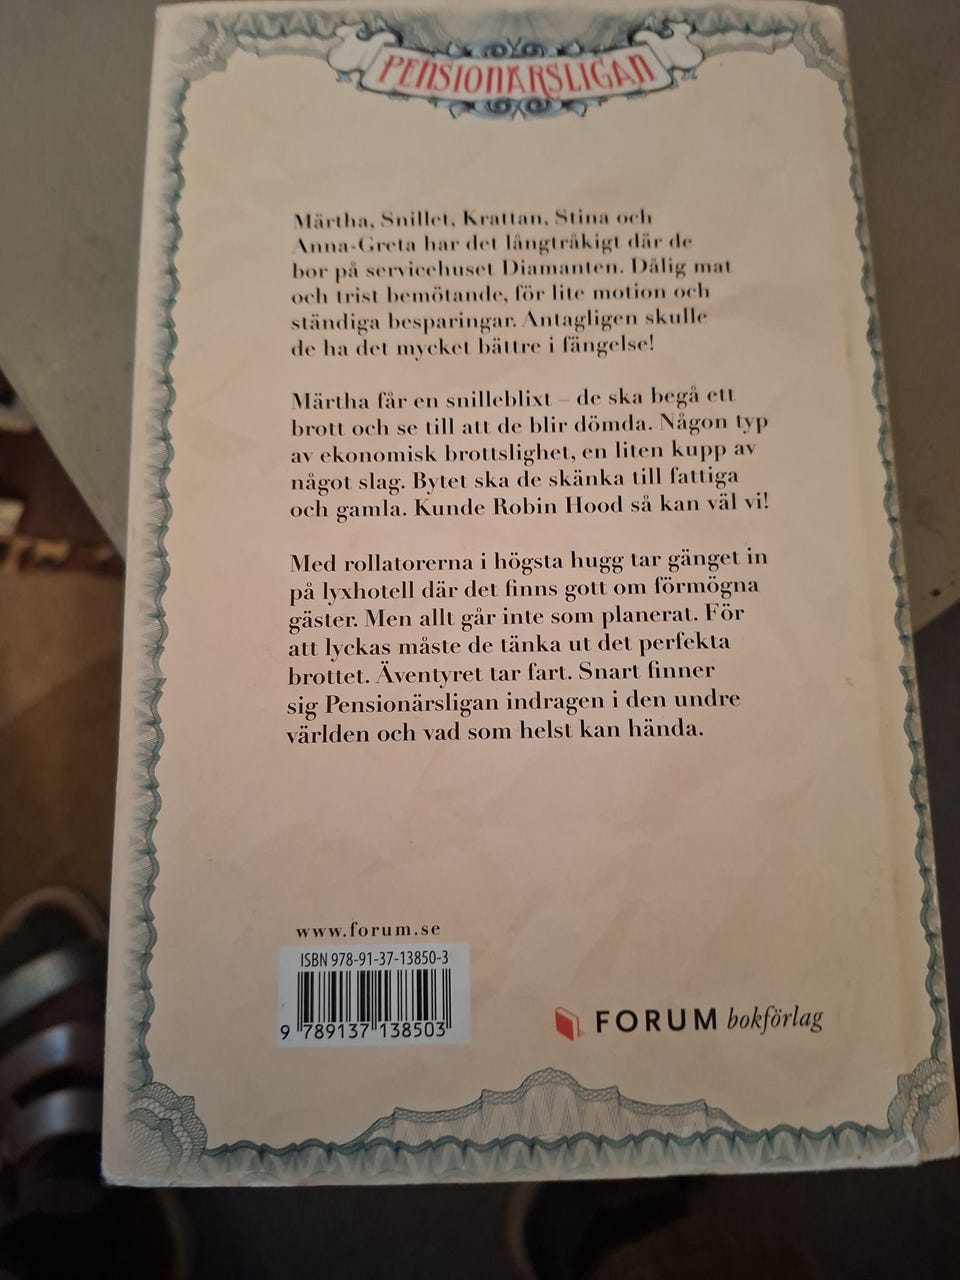 PENSIONÄRSLIGAN
Märtha, Snillet, Krattan, Stina och
Anna-Greta har det långtråkigt där de
bor på servicehuset Diamanten. Dålig mat
och trist bemötande, för lite motion och
ständiga besparingar. Antagligen skulle
de ha det mycket bättre i fängelse!
Märtha får en snilleblixt – de ska begå ett
brott och se till att de blir dömda. Någon typ
av ekonomisk brottslighet, en liten kupp av
något slag. Bytet ska de skänka till fattiga
och gamla. Kunde Robin Hood så kan väl vi!
Med rollatorerna i högsta hugg tar gänget in
på lyxhotell där det finns gott om förmögna
gäster. Men allt går inte som planerat. För
att lyckas måste de tänka ut det perfekta
brottet. Äventyret tar fart. Snart finner
sig Pensionärsligan indragen i den undre
världen och vad som helst kan hända.
www.forum.se
ISBN 978-91-37-13850-3
9 789137 138503
FORUM bokförlag